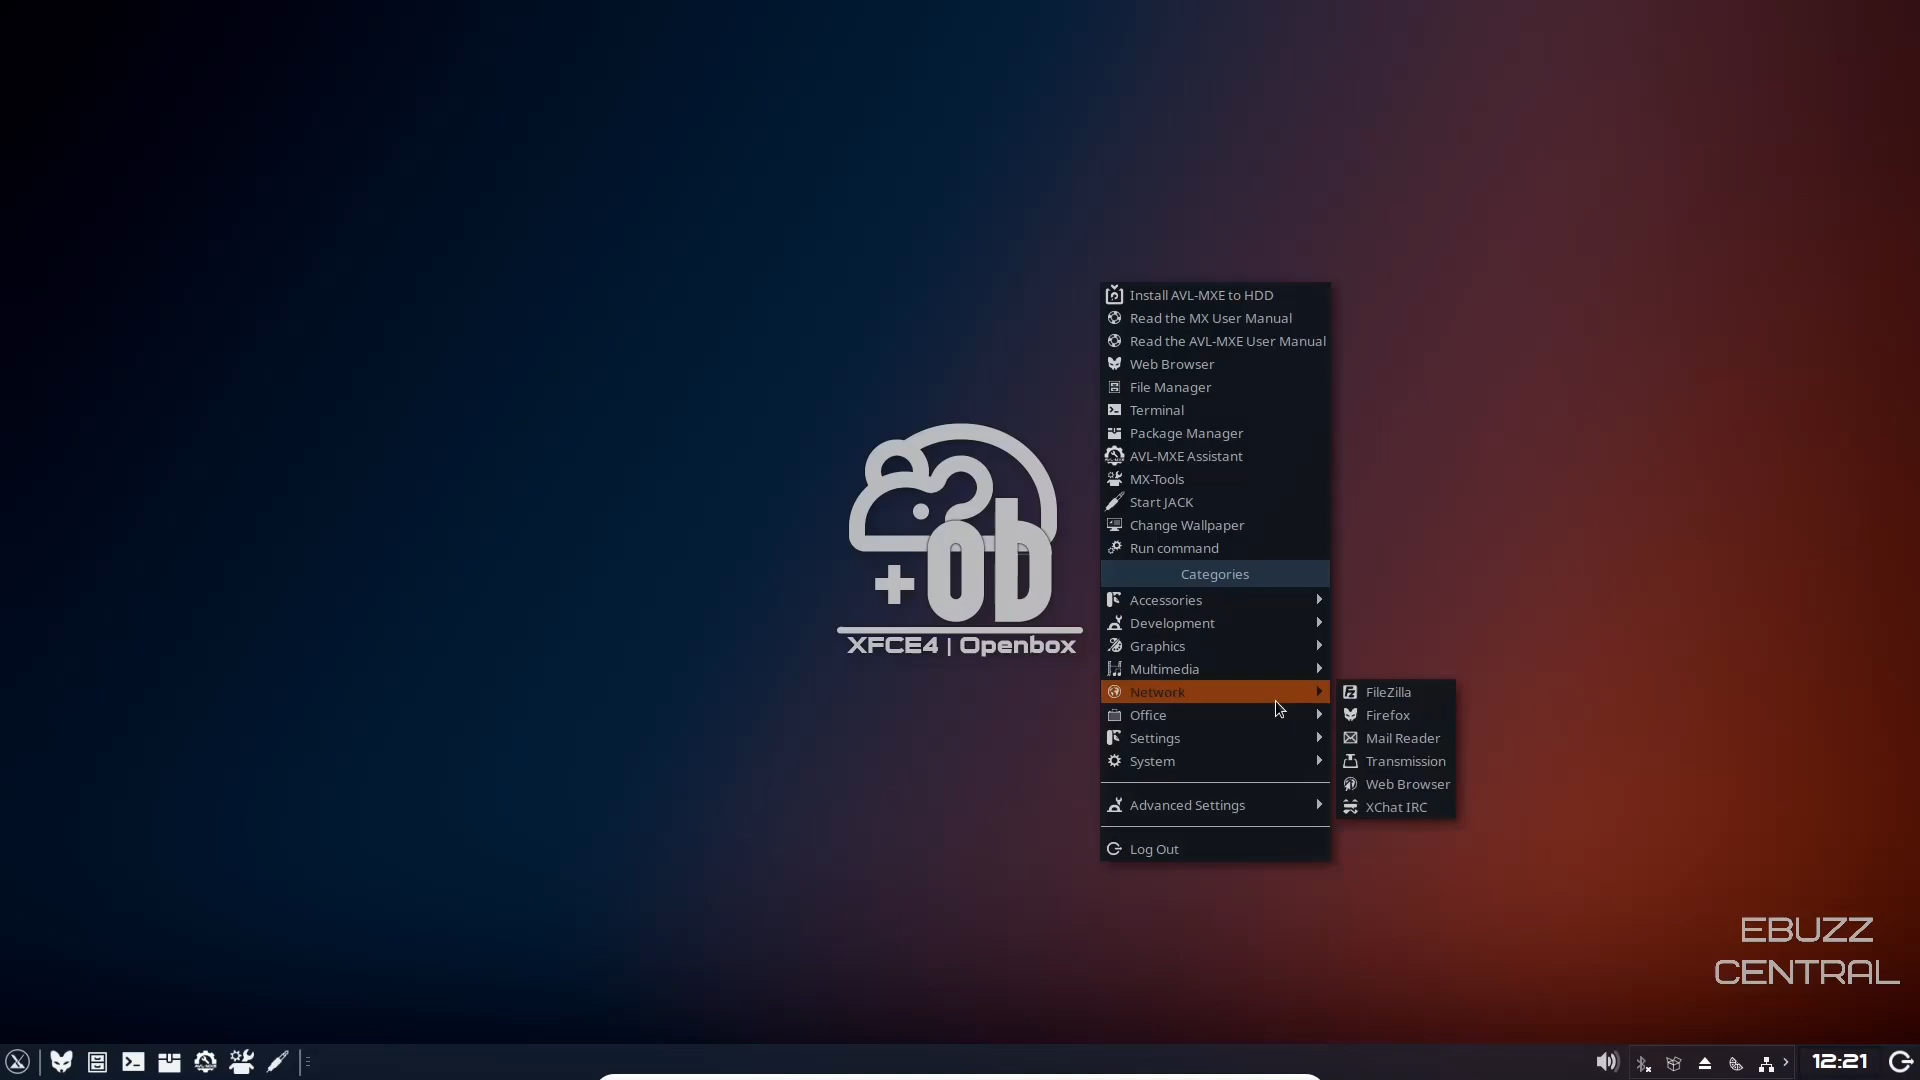 Install AVL-MXE to HDD
Read the MX User Manual
Read the AVL-MXE User Manual
Web Browser
File Manager
Terminal
Package Manager
AVL-MXE Assistant
MX-Tools
Start JACK
Change Wallpaper
Run command
Categories
Accessories
Development
Graphics
Multimedia
Network
Office
Settings
System
Advanced Settings
Log Out
FileZilla
Firefox
Mail Reader
Transmission
Web Browser
XChat IRC
+ob
XFCE4 | Openbox
EBUZZ
CENTRAL
12:21